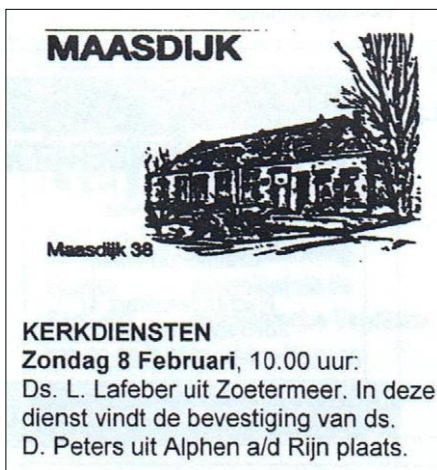 MAASDIJK
Maasdijk 38
KERKDIENSTEN
Zondag 8 Februari, 10.00 uur:
Ds. L. Lafeber uit Zoetermeer. In deze
dienst vindt de bevestiging van ds.
D. Peters uit Alphen a/d Rijn plaats.